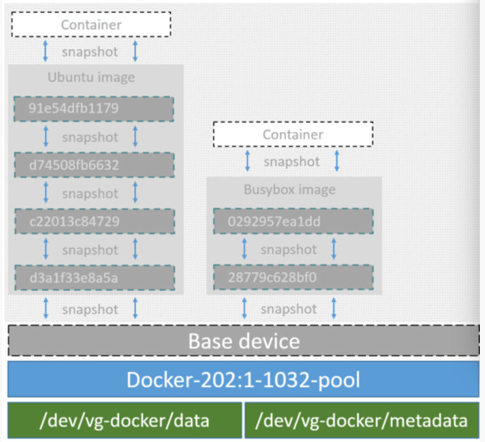 Container
snapshot
Ubuntu image
91e54dfb1179
snapshot
d74508fb6632
snapshot
c22013c84729
snapshot
d3a1f33e8a5a
snapshot
Container
snapshot
Busybox image
0292957ea1dd
snapshot
28779c628bf0
snapshot
Base device
Docker-202:1-1032-pool
/dev/vg-docker/data
/dev/vg-docker/metadata